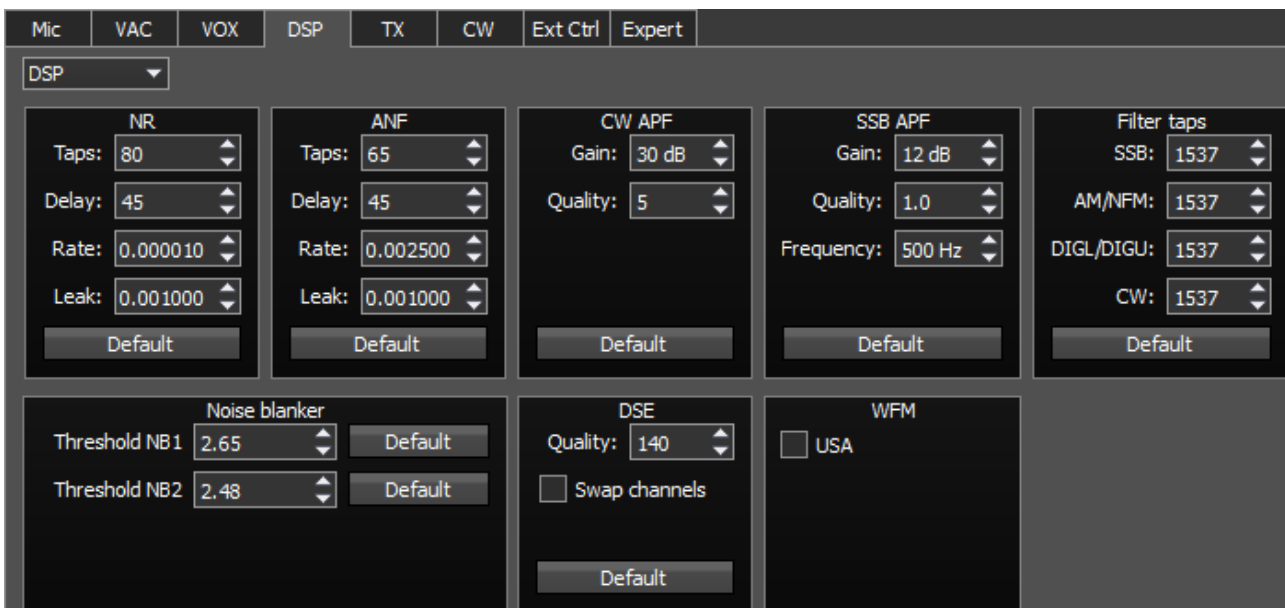 Mic VAC VOX DSP TX CW Ext Ctrl Expert
DSP
NR
Taps: 80
Delay: 45
Rate: 0.000010
Leak: 0.001000
Default
ANF
Taps: 65
Delay: 45
Rate: 0.002500
Leak: 0.001000
Default
CW APF
Gain: 30 dB
Quality: 5
Default
SSB APF
Gain: 12 dB
Quality: 1.0
Frequency: 500 Hz
Default
Filter taps
SSB: 1537
AM/NFM: 1537
DIGL/DIGU: 1537
CW: 1537
Default
Noise blanker
Threshold NB1 2.65 Default
Threshold NB2 2.48 Default
DSE
Quality: 140
Swap channels
Default
WFM
USA